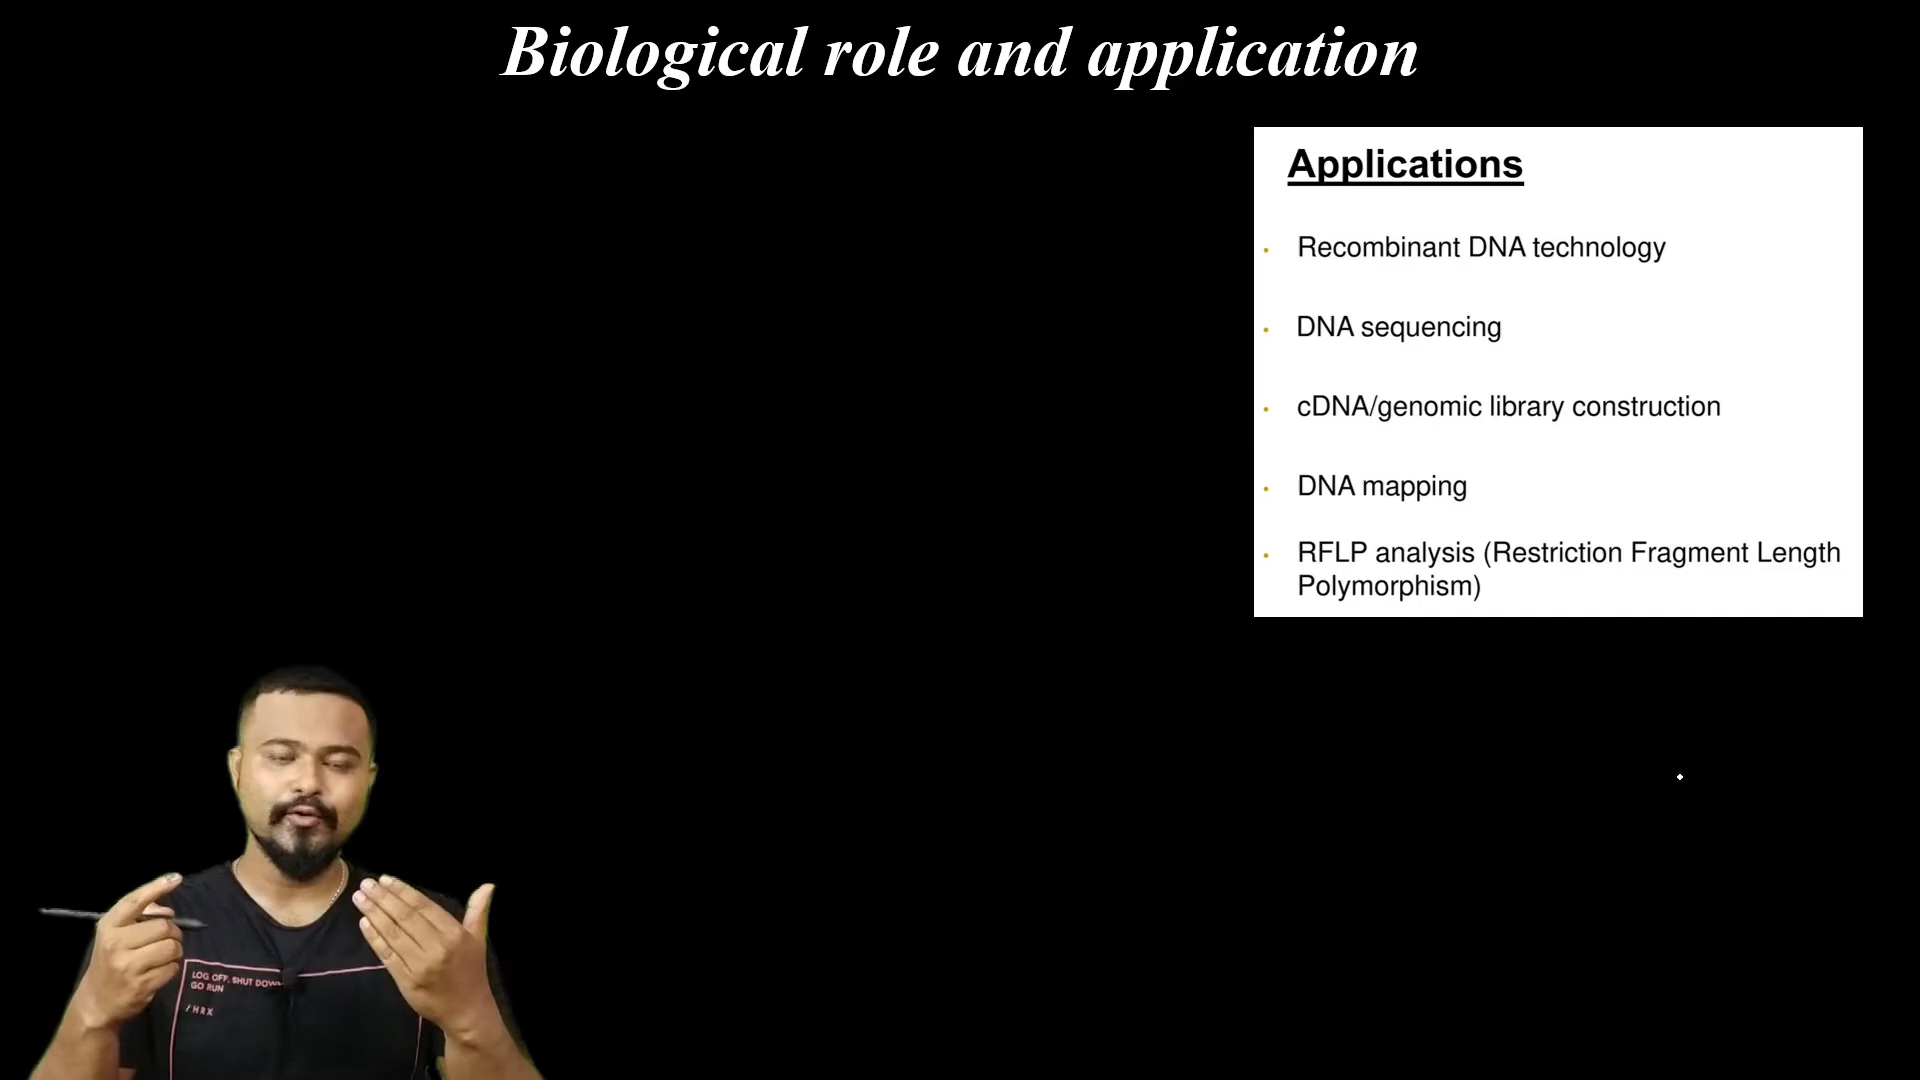 Biological role and application
Applications
• Recombinant DNA technology
• DNA sequencing
• cDNA/genomic library construction
• DNA mapping
• RFLP analysis (Restriction Fragment Length
Polymorphism)
LOG OFF, SHUT DOWN
GO RUN
/HRX